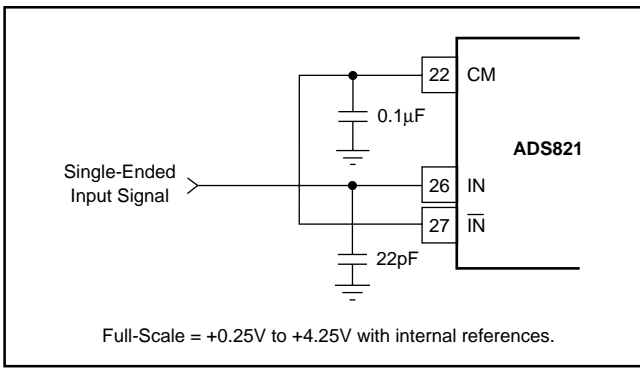 22 CM
0.1μF
ADS821
Single-Ended
Input Signal
26 IN
27 I̅N̅
22pF
Full-Scale = +0.25V to +4.25V with internal references.